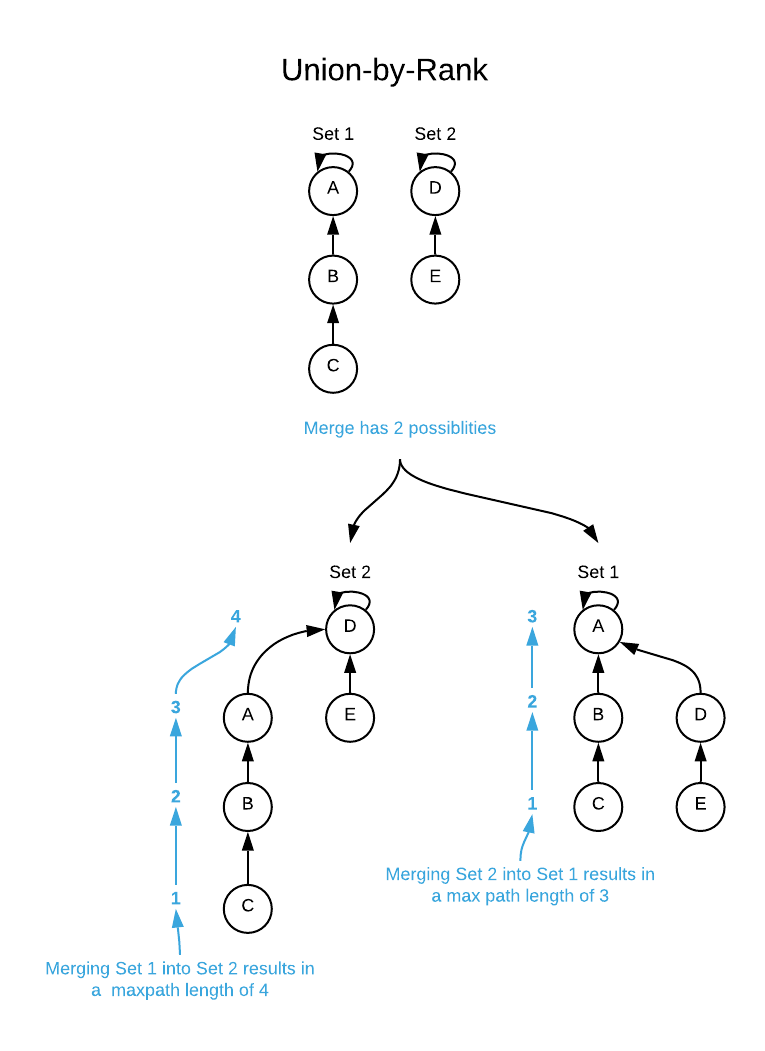 Union-by-Rank
Set 1
Set 2
A
D
B
E
C
Merge has 2 possiblities
Set 2
Set 1
4
D
3
A
3
A
E
2
B
D
2
B
1
C
E
1
C
Merging Set 2 into Set 1 results in
a max path length of 3
Merging Set 1 into Set 2 results in
a  maxpath length of 4